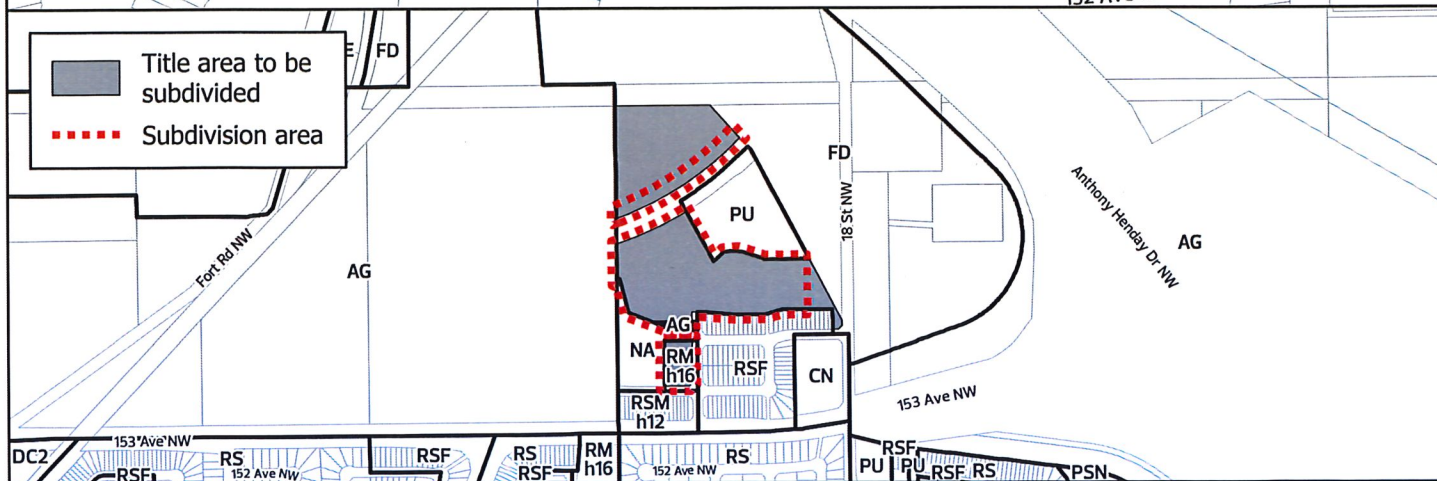 Title area to be
subdivided
Subdivision area
FD
Fort Rd NW
AG
PU
FD
18 St NW
Anthony Henday Dr NW
AG
AG
NA
RM
h16
RSF
CN
RSM
h12
153 Ave NW
153 Ave NW
DC2
RSF
RS
152 Ave NW
RSF
RS
RSF
RM
h16
152 Ave NW
RS
RSF
PU
PU
RSF
RS
PSN